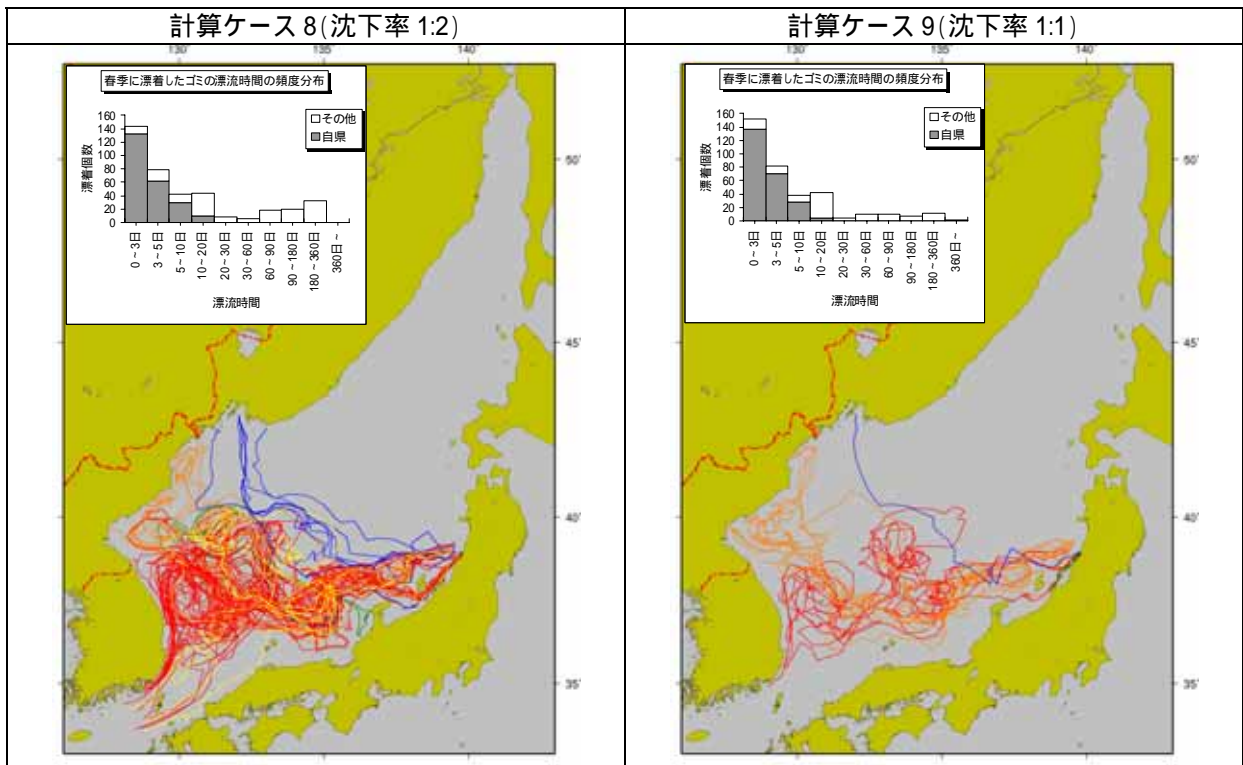 計算ケース 8(沈下率 1:2)
計算ケース 9(沈下率 1:1)
130˚
135˚
140˚
春季に漂着したゴミの漂流時間の頻度分布
□その他
■自県
漂着個数
160
140
120
100
80
60
40
20
0
0～3日
3～5日
5～10日
10～20日
20～30日
30～60日
60～90日
90～180日
180～360日
360日～
漂流時間
50˚
45˚
40˚
35˚
130˚
135˚
140˚
春季に漂着したゴミの漂流時間の頻度分布
□その他
■自県
漂着個数
160
140
120
100
80
60
40
20
0
0～3日
3～5日
5～10日
10～20日
20～30日
30～60日
60～90日
90～180日
180～360日
360日～
漂流時間
50˚
45˚
40˚
35˚